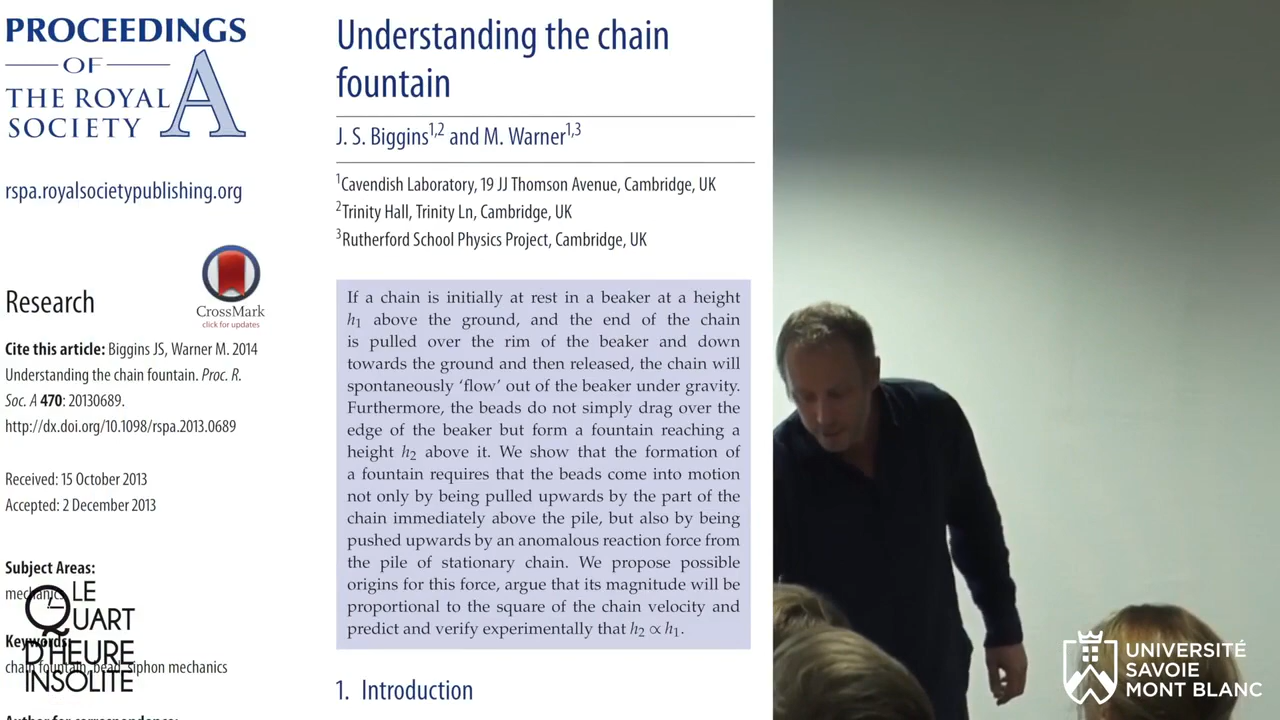 PROCEEDINGS
OF
THE ROYAL
SOCIETY A
rspa.royalsocietypublishing.org
Research
CrossMark
click for updates
Cite this article: Biggins JS, Warner M. 2014
Understanding the chain fountain. Proc. R.
Soc. A 470: 20130689.
http://dx.doi.org/10.1098/rspa.2013.0689
Received: 15 October 2013
Accepted: 2 December 2013
Subject Areas:
mechanics
Keywords:
chain fountain, bead, siphon mechanics
Understanding the chain
fountain
J. S. Biggins1,2 and M. Warner1,3
1Cavendish Laboratory, 19 JJ Thomson Avenue, Cambridge, UK
2Trinity Hall, Trinity Ln, Cambridge, UK
3Rutherford School Physics Project, Cambridge, UK
If a chain is initially at rest in a beaker at a height
h1 above the ground, and the end of the chain
is pulled over the rim of the beaker and down
towards the ground and then released, the chain will
spontaneously ‘flow’ out of the beaker under gravity.
Furthermore, the beads do not simply drag over the
edge of the beaker but form a fountain reaching a
height h2 above it. We show that the formation of
a fountain requires that the beads come into motion
not only by being pulled upwards by the part of the
chain immediately above the pile, but also by being
pushed upwards by an anomalous reaction force from
the pile of stationary chain. We propose possible
origins for this force, argue that its magnitude will be
proportional to the square of the chain velocity and
predict and verify experimentally that h2 ∝ h1.
1. Introduction
LE
QUART
D'HEURE
INSOLITE
UNIVERSITÉ
SAVOIE
MONT BLANC